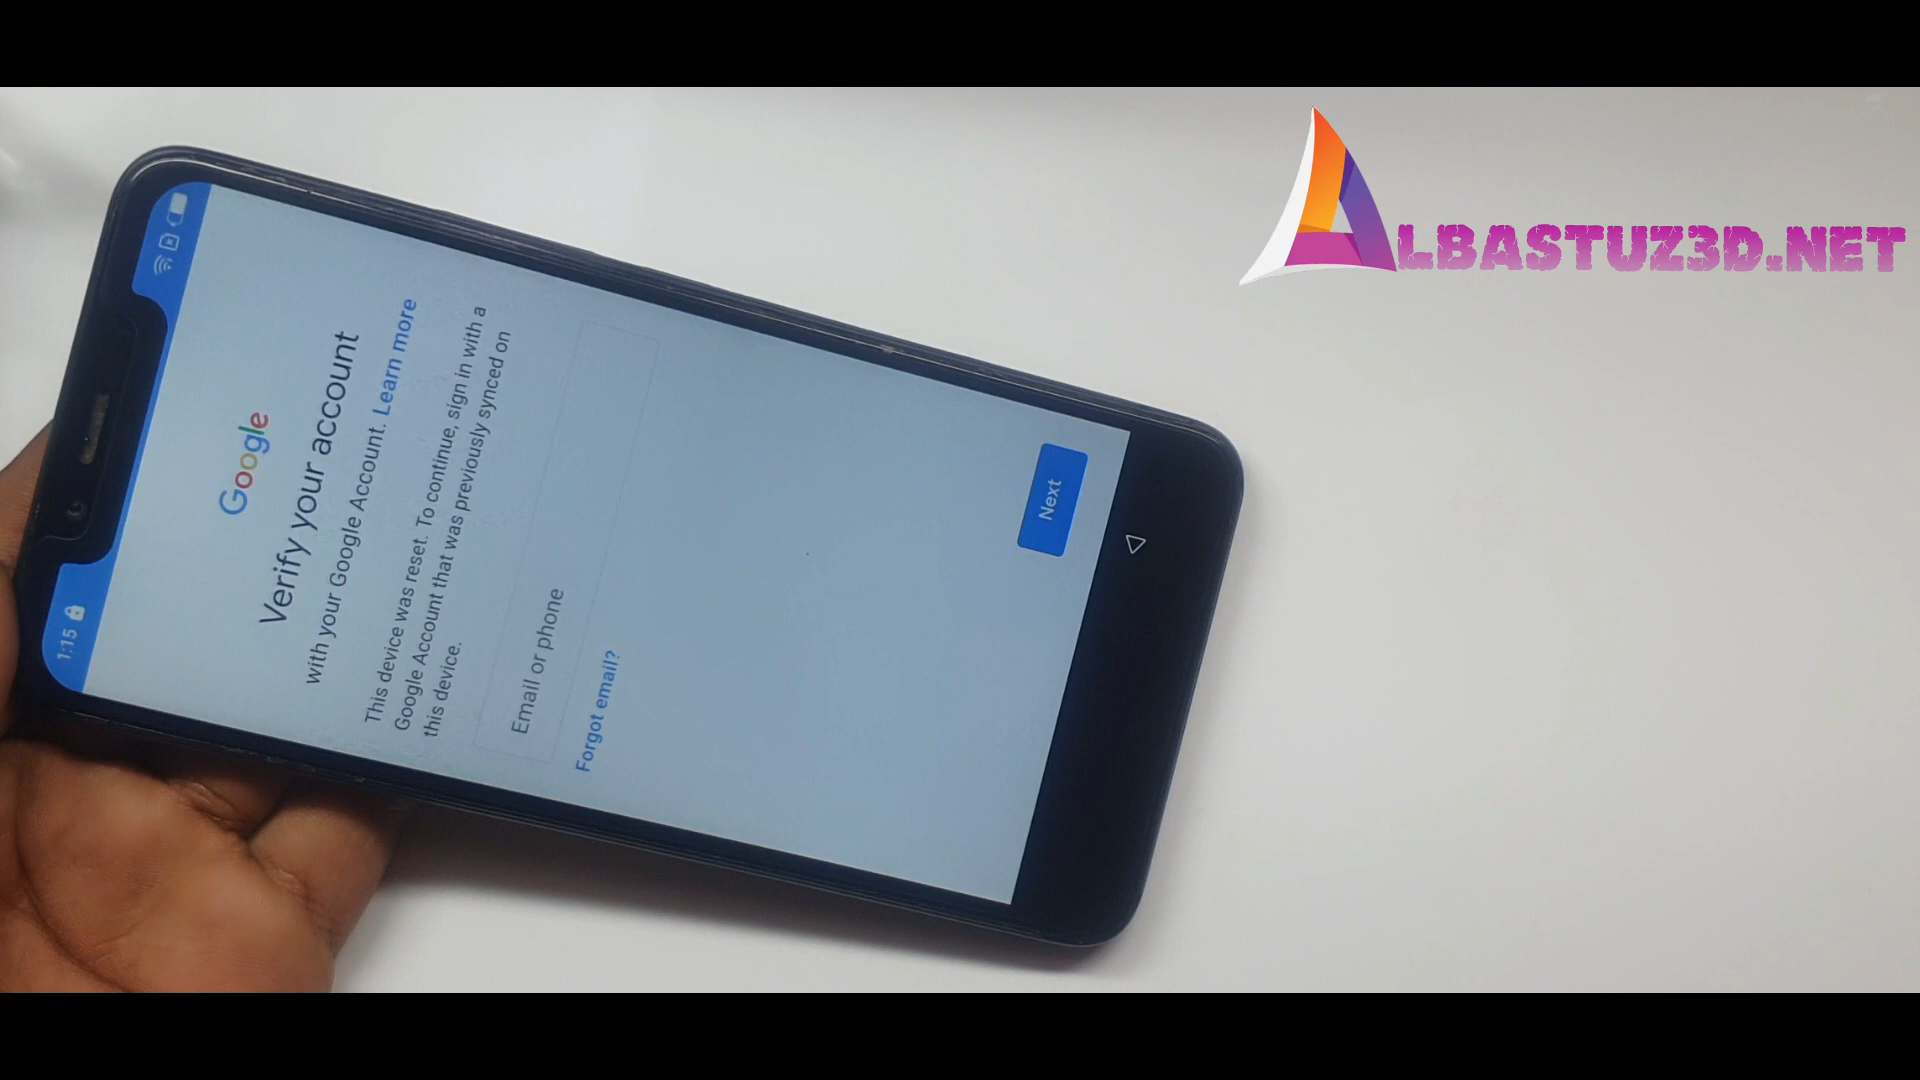 ALBASTUZ3D.NET
1:15
Google
Verify your account
with your Google Account. Learn more
This device was reset. To continue, sign in with a
Google Account that was previously synced on
this device.
Email or phone
Forgot email?
Next